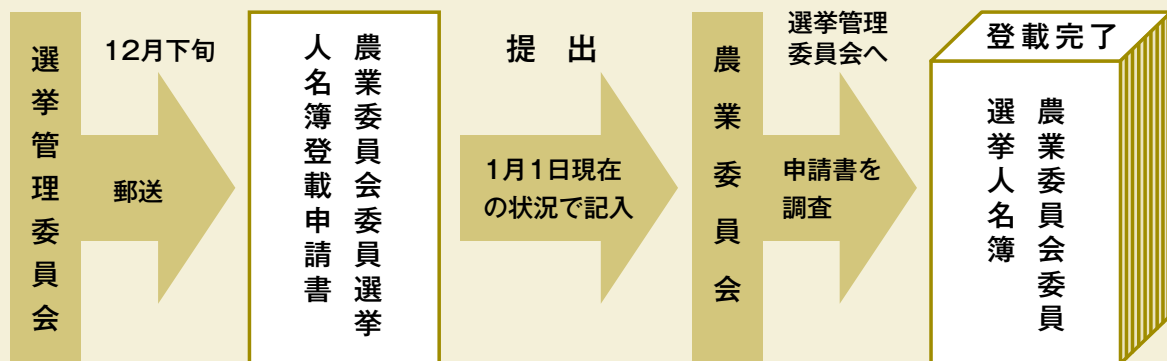 選挙管理委員会
12月下旬
郵送
農業委員会委員選挙
人名簿登載申請書
提出
1月1日現在
の状況で記入
農業委員会
選挙管理
委員会へ
申請書を
調査
登載完了
農業委員会委員
選挙人名簿